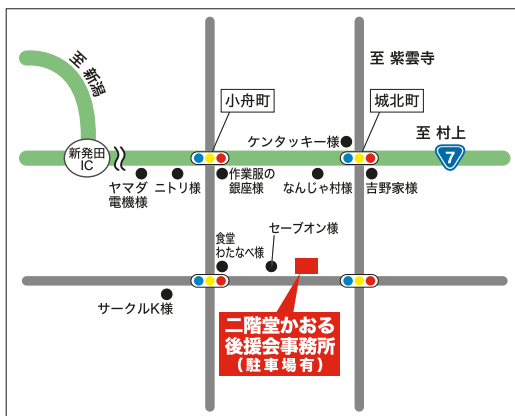 至 新潟
至 紫雲寺
小舟町
城北町
ケンタッキー様
至 村上
新発田
IC
7
ヤマダ
電機様
ニトリ様
作業服の
銀座様
なんじゃ村様
吉野家様
食堂
わたなべ様
セーブオン様
サークルK様
二階堂かおる
後援会事務所
(駐車場有)